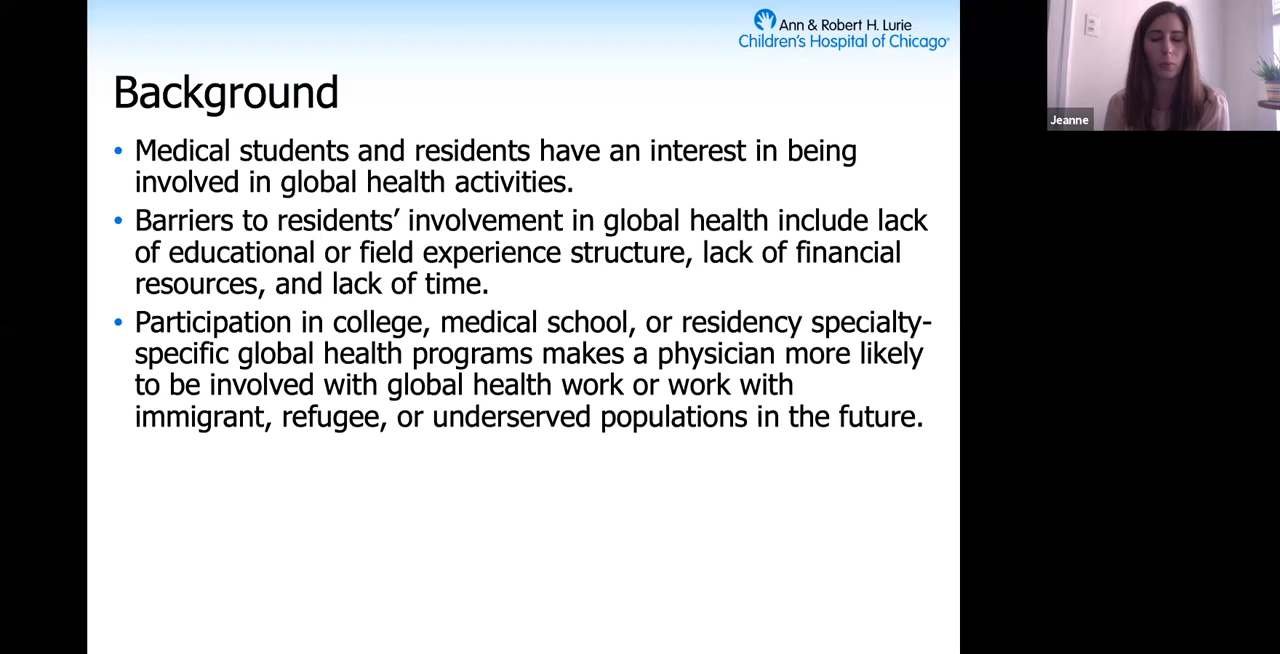 Ann & Robert H. Lurie
Children's Hospital of Chicago®
Background
• Medical students and residents have an interest in being
involved in global health activities.
• Barriers to residents' involvement in global health include lack
of educational or field experience structure, lack of financial
resources, and lack of time.
• Participation in college, medical school, or residency specialty-
specific global health programs makes a physician more likely
to be involved with global health work or work with
immigrant, refugee, or underserved populations in the future.
Jeanne